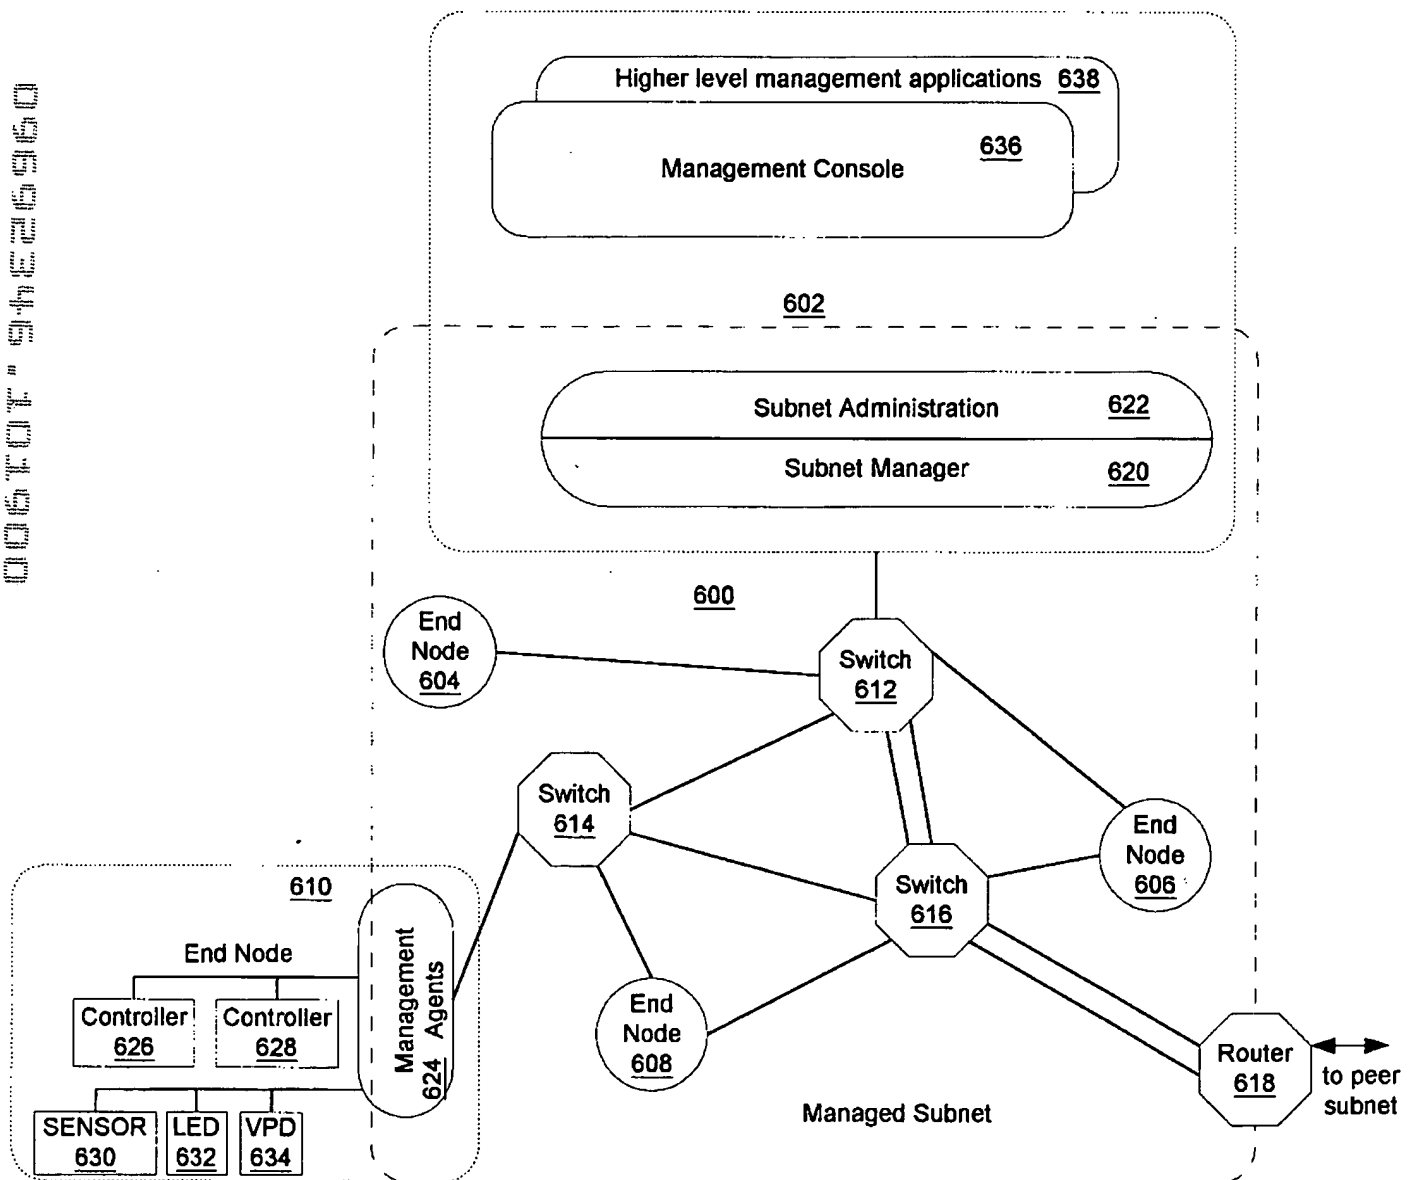 Higher level management applications 638
636
Management Console
602
Subnet Administration 622
Subnet Manager 620
600
End
Node
604
Switch
612
Switch
614
End
Node
606
Switch
616
610
End Node
Management
Agents
624
Controller
626
Controller
628
End
Node
608
Router
618
to peer
subnet
SENSOR
630
LED
632
VPD
634
Managed Subnet